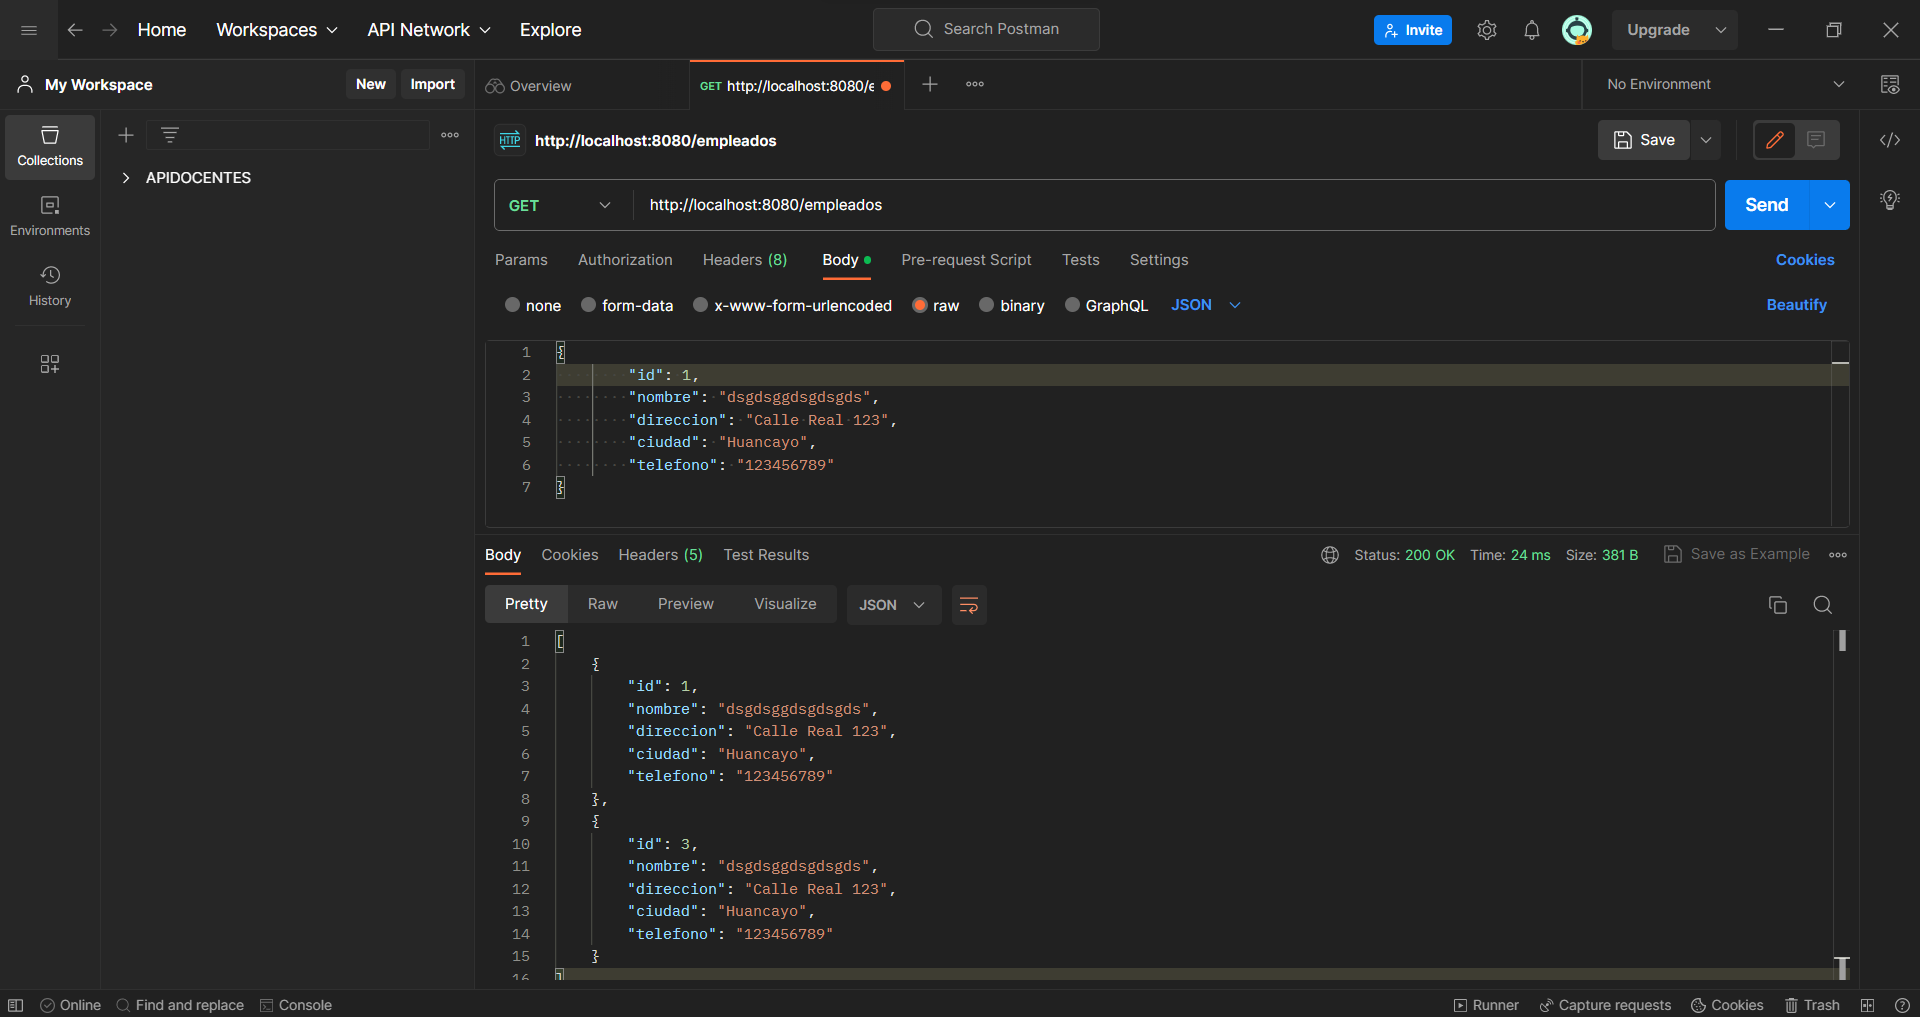 Home Workspaces API Network Explore Search Postman Invite Upgrade
My Workspace New Import Overview GET http://localhost:8080/e No Environment
HTTP http://localhost:8080/empleados Save
Collections
APIDOCENTES
Environments
History
GET http://localhost:8080/empleados Send
Params Authorization Headers (8) Body Pre-request Script Tests Settings Cookies
none form-data x-www-form-urlencoded raw binary GraphQL JSON Beautify
1 {
2 "id": 1,
3 "nombre": "dsgdsggdsgdsgds",
4 "direccion": "Calle Real 123",
5 "ciudad": "Huancayo",
6 "telefono": "123456789"
7 }
Body Cookies Headers (5) Test Results Status: 200 OK Time: 24 ms Size: 381 B Save as Example
Pretty Raw Preview Visualize JSON
1 [
2 {
3 "id": 1,
4 "nombre": "dsgdsggdsgdsgds",
5 "direccion": "Calle Real 123",
6 "ciudad": "Huancayo",
7 "telefono": "123456789"
8 },
9 {
10 "id": 3,
11 "nombre": "dsgdsggdsgdsgds",
12 "direccion": "Calle Real 123",
13 "ciudad": "Huancayo",
14 "telefono": "123456789"
15 }
16 ]
Online Find and replace Console Runner Capture requests Cookies Trash